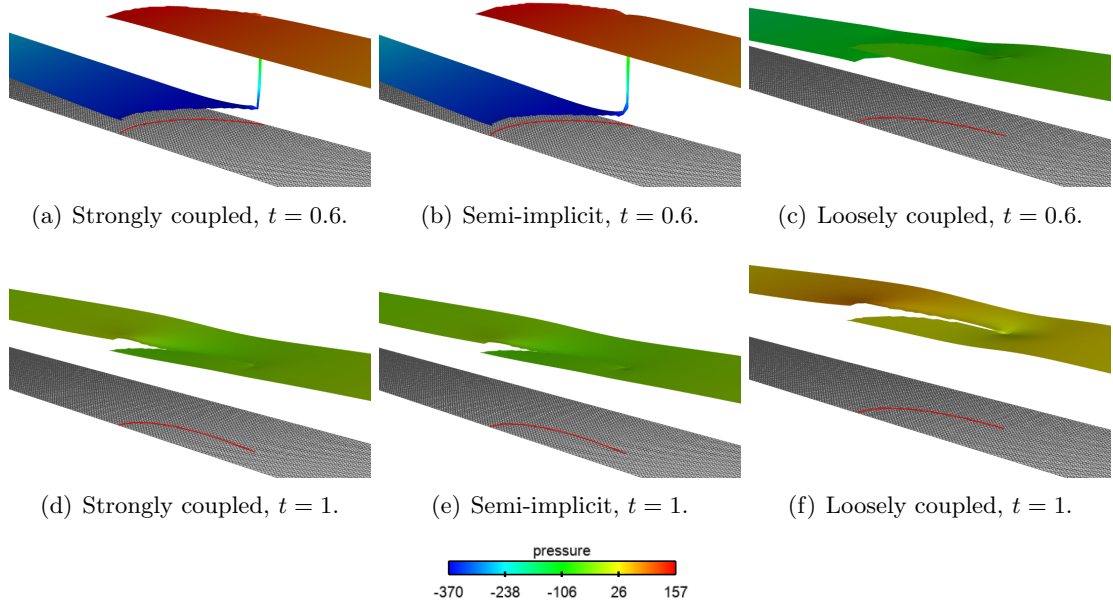 (a) Strongly coupled, t = 0.6.
(b) Semi-implicit, t = 0.6.
(c) Loosely coupled, t = 0.6.
(d) Strongly coupled, t = 1.
(e) Semi-implicit, t = 1.
(f) Loosely coupled, t = 1.
pressure
-370 -238 -106 26 157